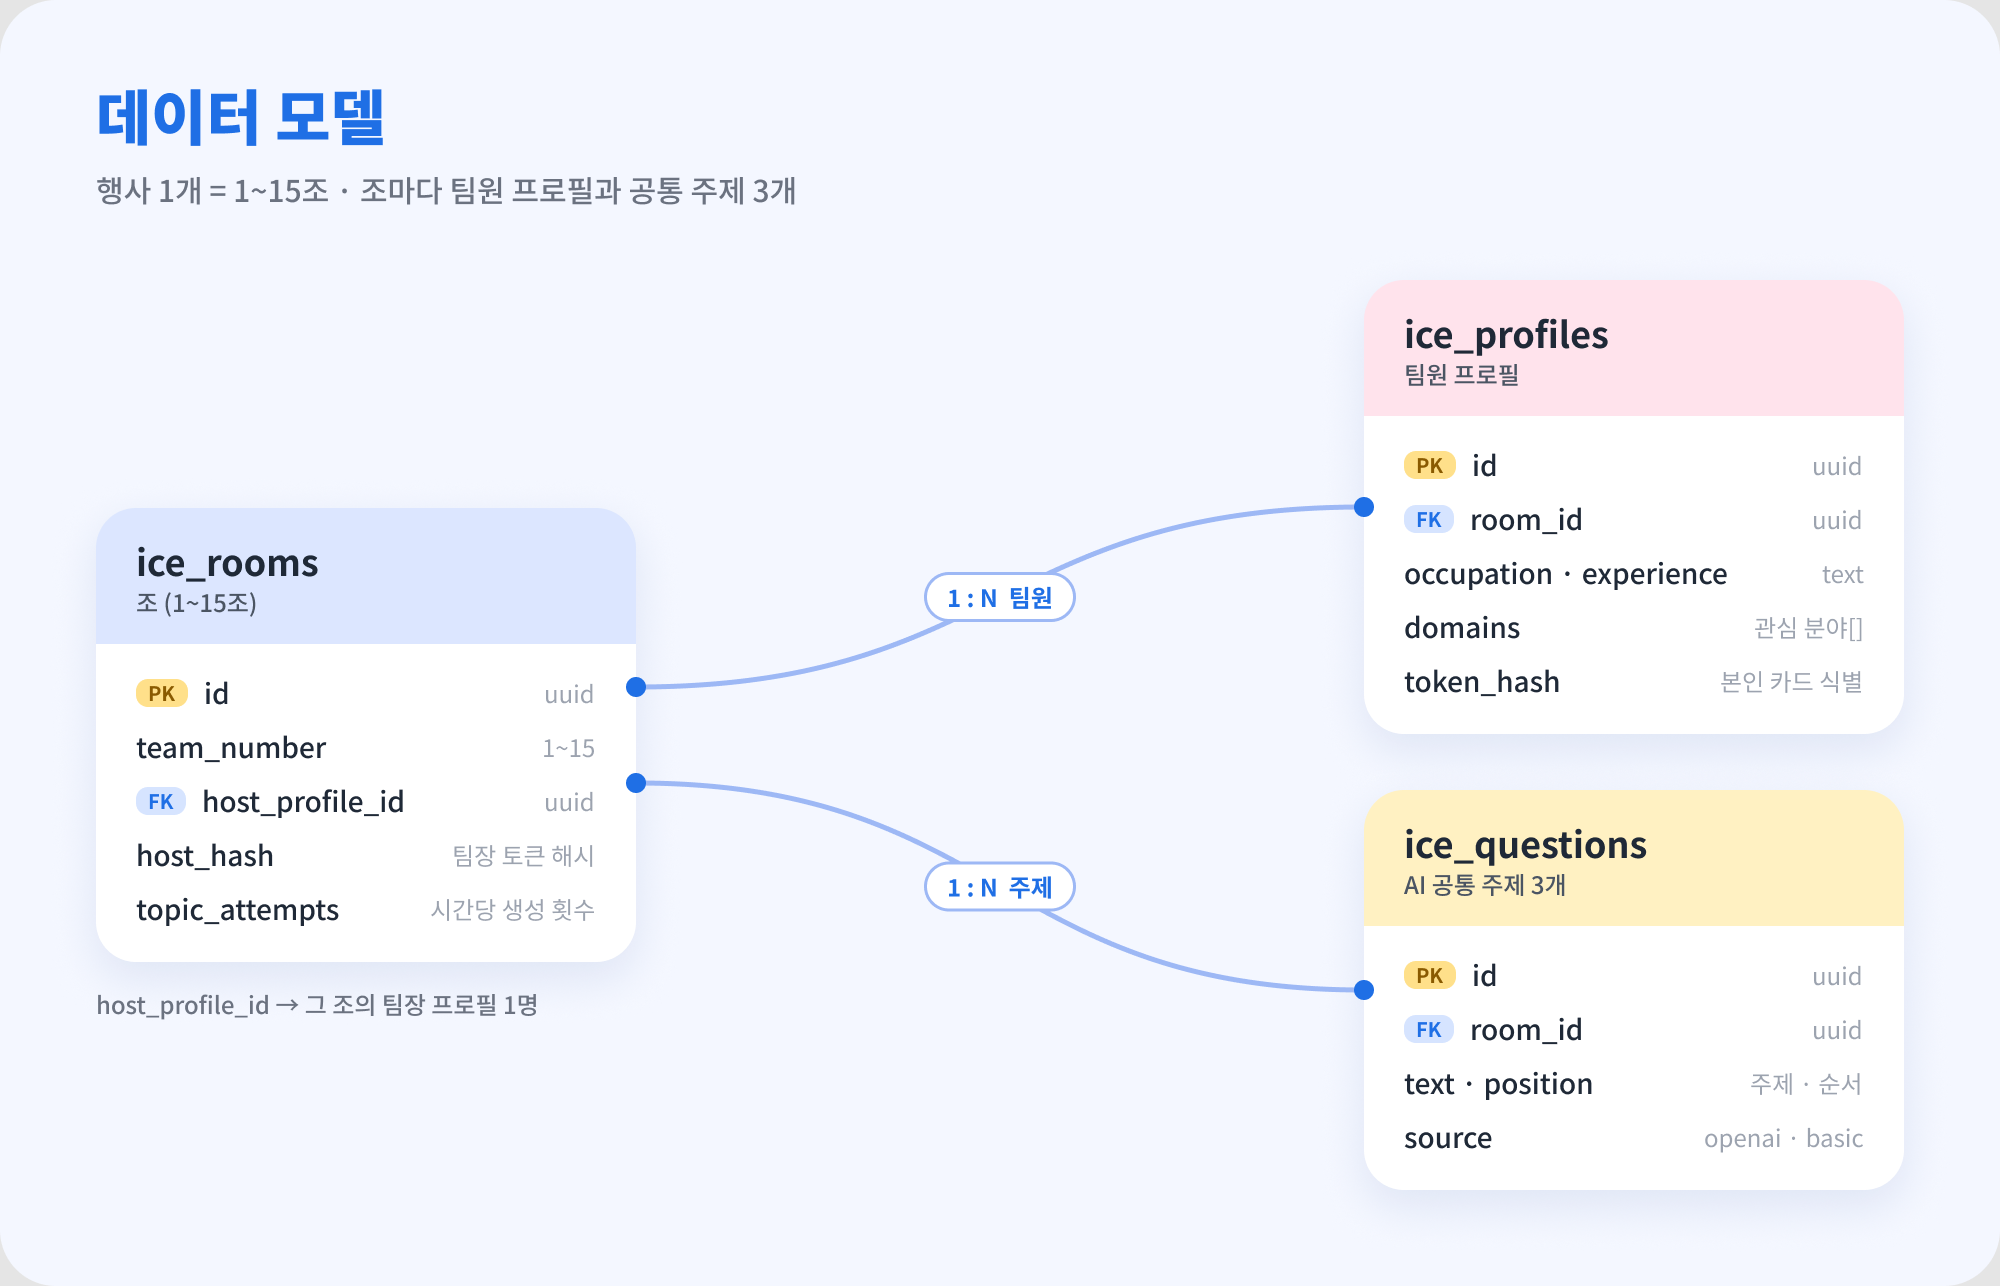 데이터 모델
행사 1개 = 1~15조 · 조마다 팀원 프로필과 공통 주제 3개
ice_rooms
조 (1~15조)
PK id uuid
team_number 1~15
FK host_profile_id uuid
host_hash 팀장 토큰 해시
topic_attempts 시간당 생성 횟수
host_profile_id → 그 조의 팀장 프로필 1명
1 : N 팀원
1 : N 주제
ice_profiles
팀원 프로필
PK id uuid
FK room_id uuid
occupation · experience text
domains 관심 분야[]
token_hash 본인 카드 식별
ice_questions
AI 공통 주제 3개
PK id uuid
FK room_id uuid
text · position 주제 · 순서
source openai · basic